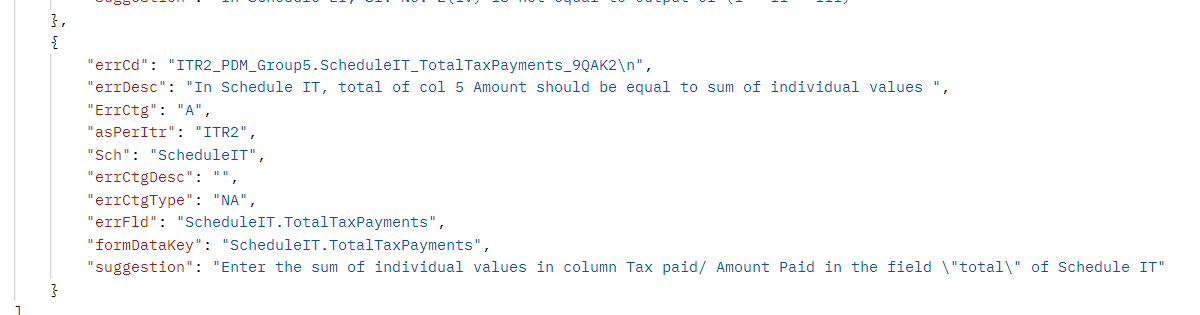 },
{
"errCd": "ITR2_PDM_Group5.ScheduleIT_TotalTaxPayments_9QAK2\n",
"errDesc": "In Schedule IT, total of col 5 Amount should be equal to sum of individual values ",
"ErrCtg": "A",
"asPerItr": "ITR2",
"Sch": "ScheduleIT",
"errCtgDesc": "",
"errCtgType": "NA",
"errFld": "ScheduleIT.TotalTaxPayments",
"formDataKey": "ScheduleIT.TotalTaxPayments",
"suggestion": "Enter the sum of individual values in column Tax paid/ Amount Paid in the field \"total\" of Schedule IT"
}
]